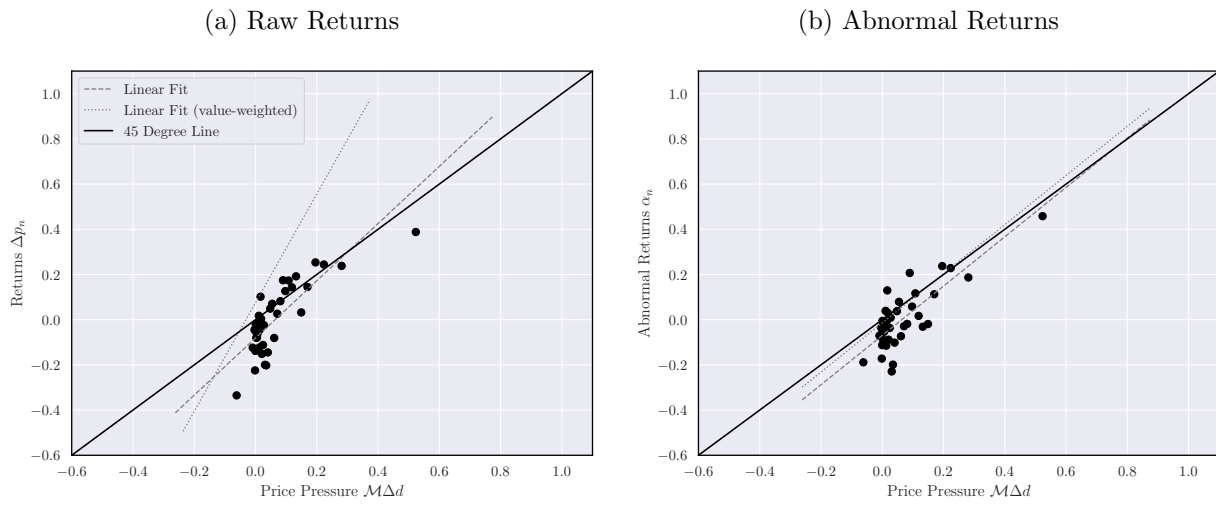 (a) Raw Returns
1.0
0.8
0.6
0.4
0.2
0.0
−0.2
−0.4
−0.6
−0.6 −0.4 −0.2 0.0 0.2 0.4 0.6 0.8 1.0
Returns Δpₙ
Price Pressure ℳΔd
Linear Fit
Linear Fit (value-weighted)
45 Degree Line
(b) Abnormal Returns
1.0
0.8
0.6
0.4
0.2
0.0
−0.2
−0.4
−0.6
−0.6 −0.4 −0.2 0.0 0.2 0.4 0.6 0.8 1.0
Abnormal Returns αₙ
Price Pressure ℳΔd